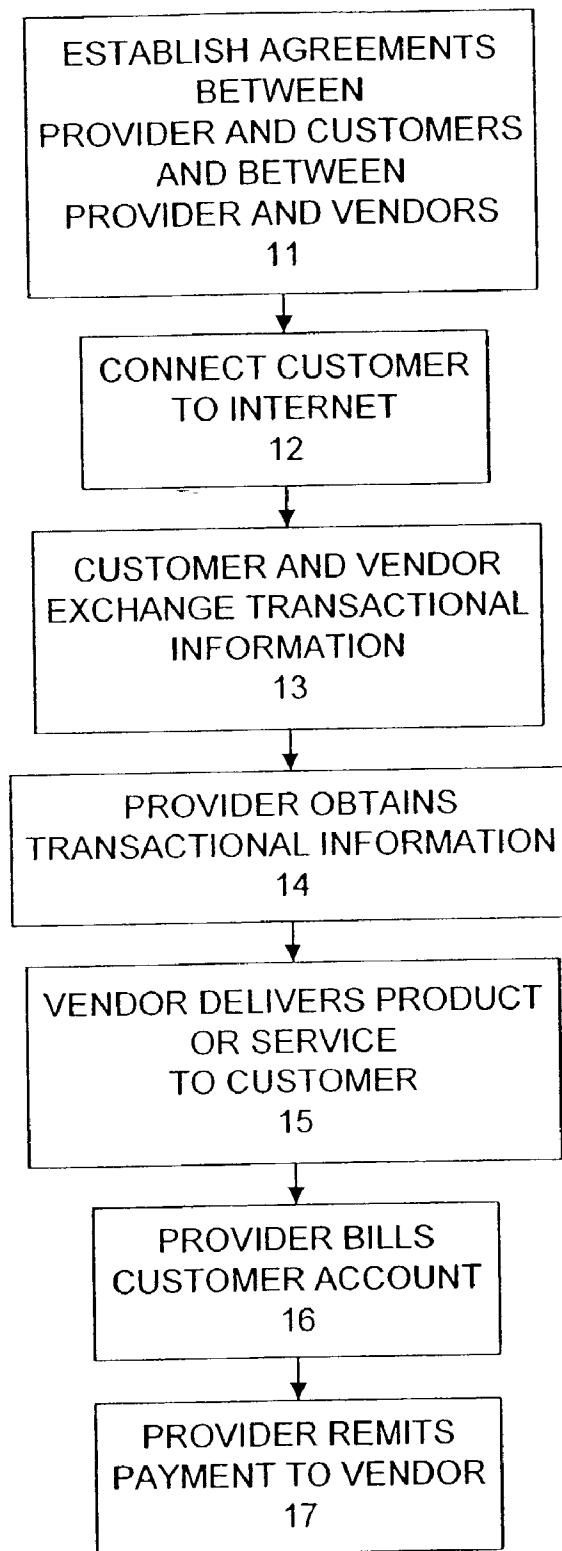 ESTABLISH AGREEMENTS
BETWEEN
PROVIDER AND CUSTOMERS
AND BETWEEN
PROVIDER AND VENDORS
11
CONNECT CUSTOMER
TO INTERNET
12
CUSTOMER AND VENDOR
EXCHANGE TRANSACTIONAL
INFORMATION
13
PROVIDER OBTAINS
TRANSACTIONAL INFORMATION
14
VENDOR DELIVERS PRODUCT
OR SERVICE
TO CUSTOMER
15
PROVIDER BILLS
CUSTOMER ACCOUNT
16
PROVIDER REMITS
PAYMENT TO VENDOR
17